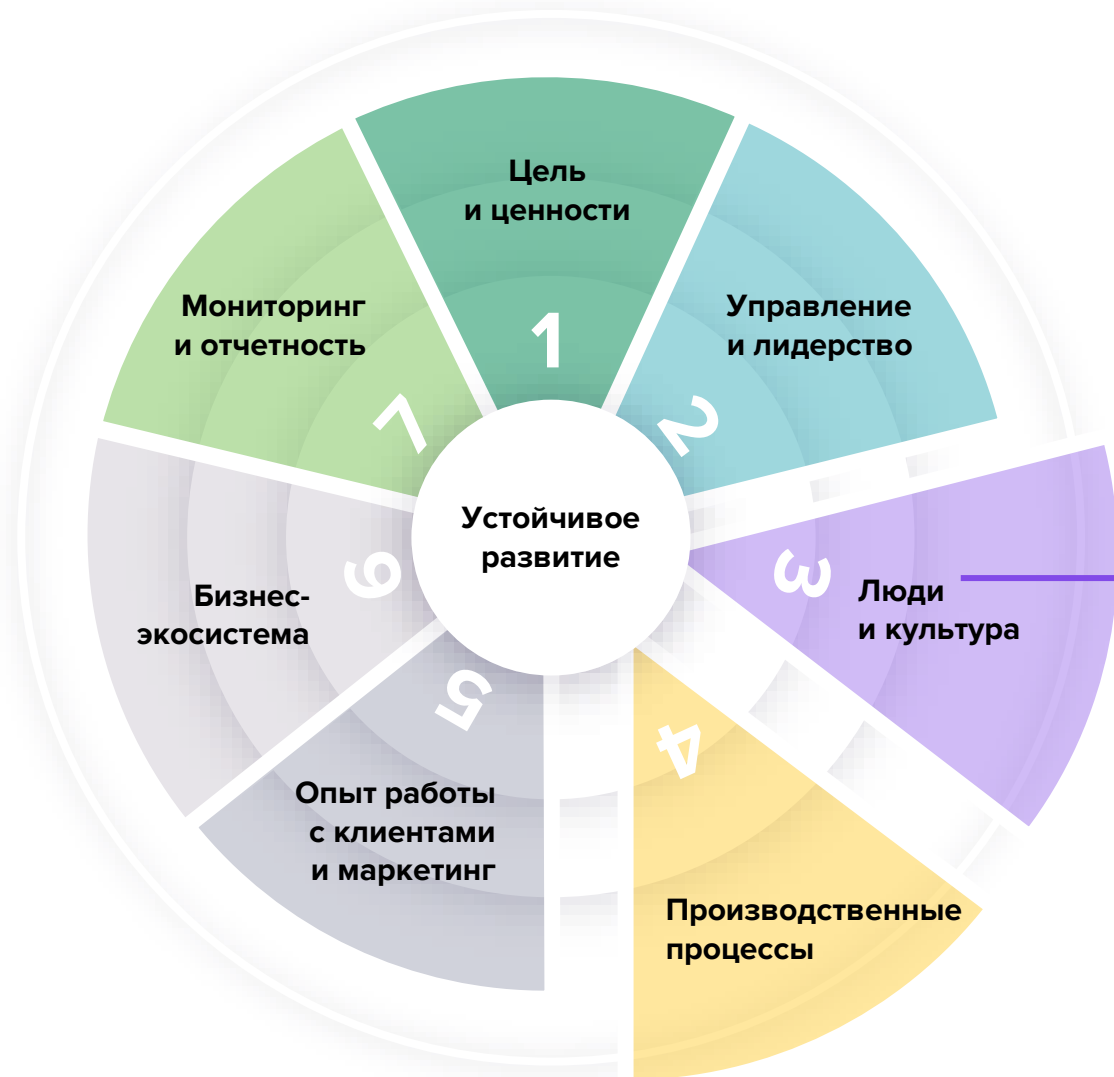 Цель
и ценности
1
Управление
и лидерство
2
Люди
и культура
3
Производственные
процессы
4
Опыт работы
с клиентами
и маркетинг
5
Бизнес-
экосистема
6
Мониторинг
и отчетность
7
Устойчивое
развитие